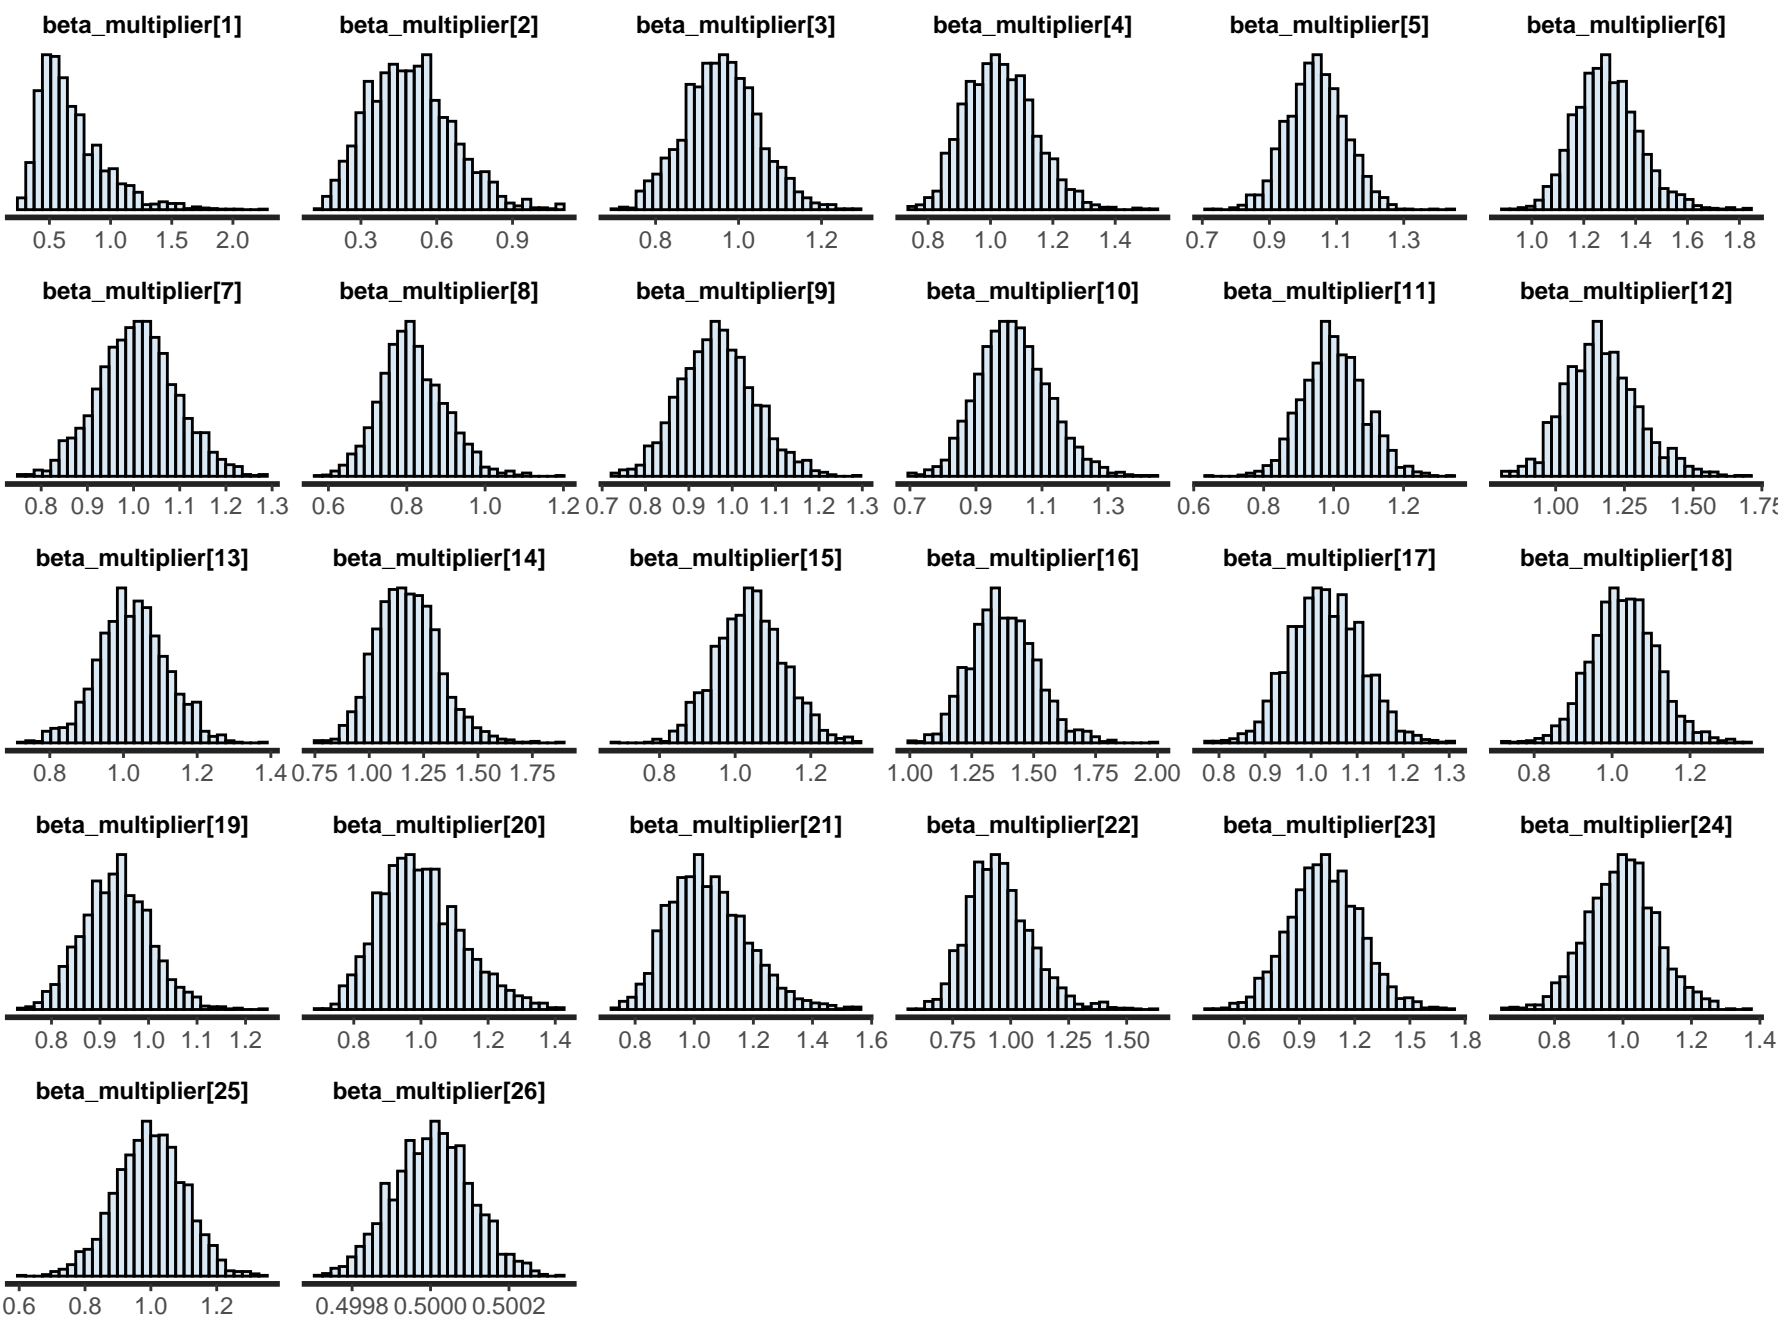 beta_multiplier[1] beta_multiplier[2] beta_multiplier[3] beta_multiplier[4] beta_multiplier[5] beta_multiplier[6]
0.5 1.0 1.5 2.0 0.3 0.6 0.9 0.8 1.0 1.2 0.8 1.0 1.2 1.4 0.7 0.9 1.1 1.3 1.0 1.2 1.4 1.6 1.8
beta_multiplier[7] beta_multiplier[8] beta_multiplier[9] beta_multiplier[10] beta_multiplier[11] beta_multiplier[12]
0.8 0.9 1.0 1.1 1.2 1.3 0.6 0.8 1.0 1.2 0.7 0.8 0.9 1.0 1.1 1.2 1.3 0.7 0.9 1.1 1.3 0.6 0.8 1.0 1.2 1.00 1.25 1.50 1.75
beta_multiplier[13] beta_multiplier[14] beta_multiplier[15] beta_multiplier[16] beta_multiplier[17] beta_multiplier[18]
0.8 1.0 1.2 1.4 0.75 1.00 1.25 1.50 1.75 0.8 1.0 1.2 1.00 1.25 1.50 1.75 2.00 0.8 0.9 1.0 1.1 1.2 1.3 0.8 1.0 1.2
beta_multiplier[19] beta_multiplier[20] beta_multiplier[21] beta_multiplier[22] beta_multiplier[23] beta_multiplier[24]
0.8 0.9 1.0 1.1 1.2 0.8 1.0 1.2 1.4 0.8 1.0 1.2 1.4 1.6 0.75 1.00 1.25 1.50 0.6 0.9 1.2 1.5 1.8 0.8 1.0 1.2 1.4
beta_multiplier[25] beta_multiplier[26]
0.6 0.8 1.0 1.2 0.4998 0.5000 0.5002